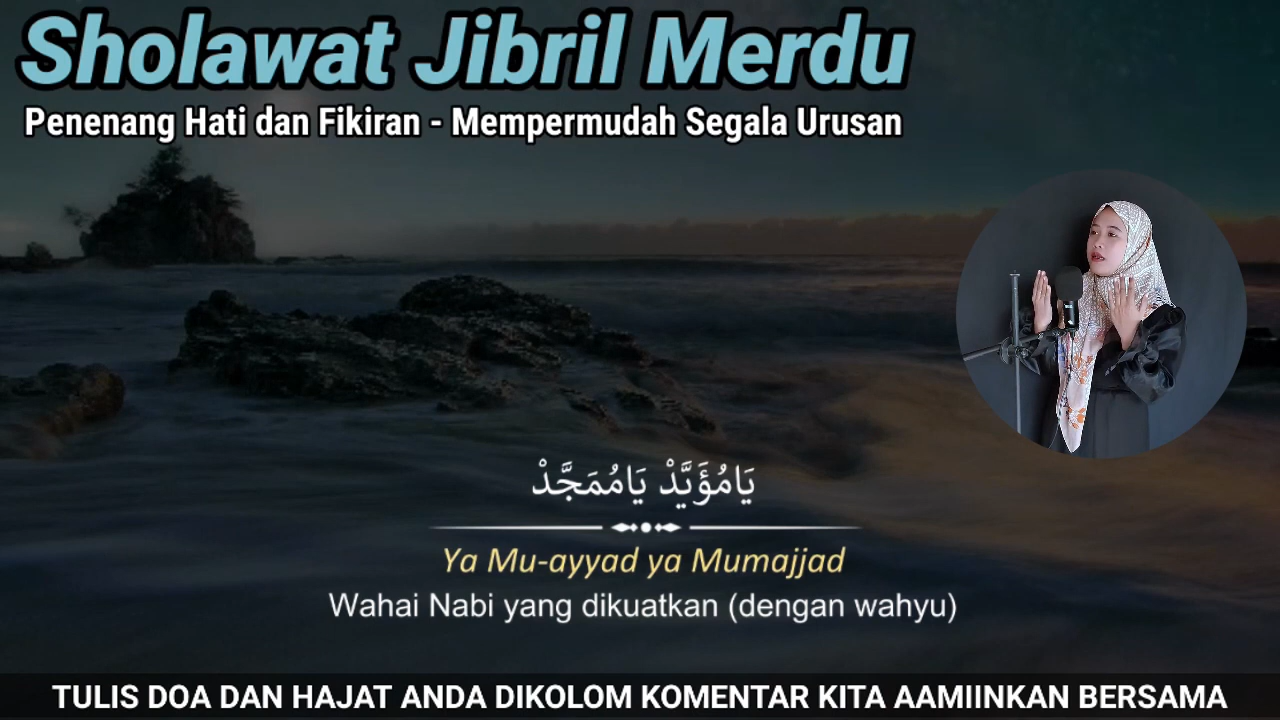 Sholawat Jibril Merdu
Penenang Hati dan Fikiran - Mempermudah Segala Urusan
يَامُؤَيَّدْ يَامُمَجَّدْ
Ya Mu-ayyad ya Mumajjad
Wahai Nabi yang dikuatkan (dengan wahyu)
TULIS DOA DAN HAJAT ANDA DIKOLOM KOMENTAR KITA AAMIINKAN BERSAMA